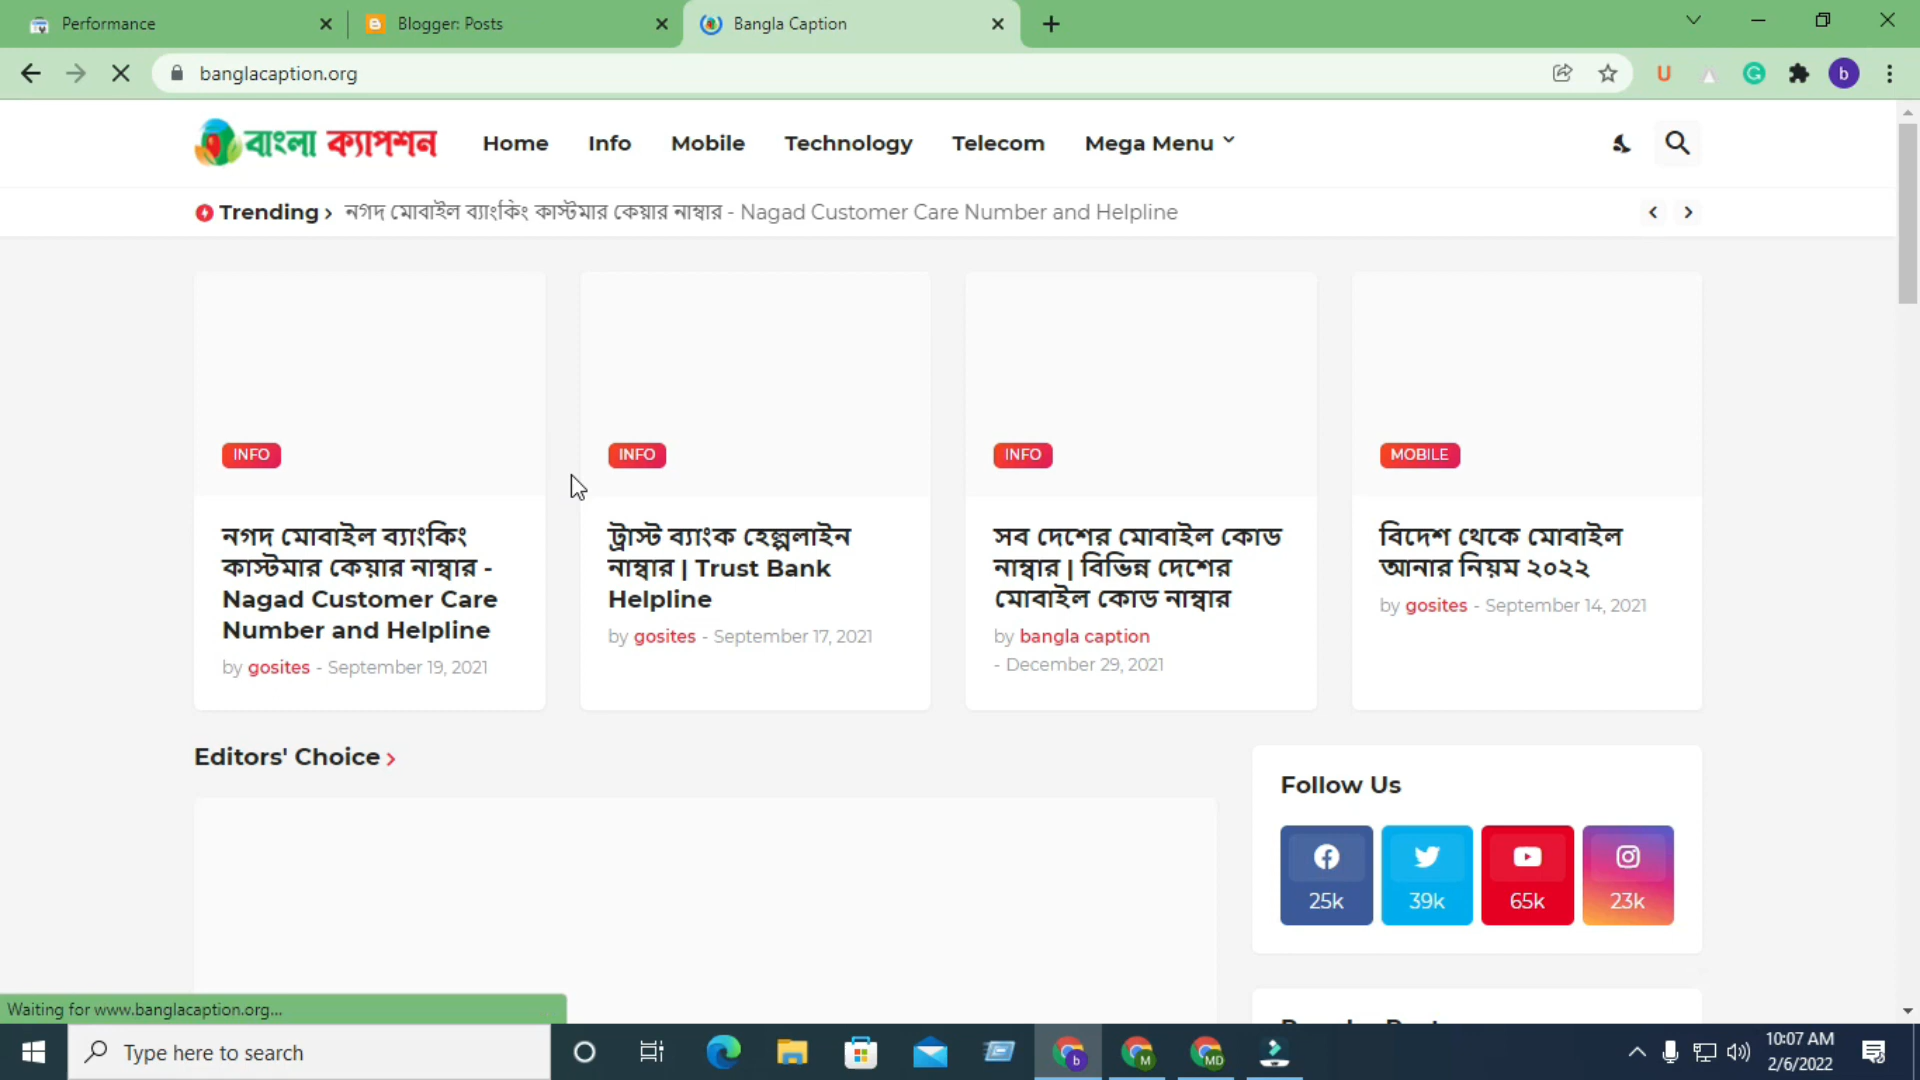 Performance
Blogger: Posts
Bangla Caption
banglacaption.org
U
G
b
বাংলা ক্যাপশন
Home
Info
Mobile
Technology
Telecom
Mega Menu
Trending
নগদ মোবাইল ব্যাংকিং কাস্টমার কেয়ার নাম্বার - Nagad Customer Care Number and Helpline
INFO
INFO
INFO
MOBILE
নগদ মোবাইল ব্যাংকিং
কাস্টমার কেয়ার নাম্বার -
Nagad Customer Care
Number and Helpline
by gosites - September 19, 2021
ট্রাস্ট ব্যাংক হেল্পলাইন
নাম্বার | Trust Bank
Helpline
by gosites - September 17, 2021
সব দেশের মোবাইল কোড
নাম্বার | বিভিন্ন দেশের
মোবাইল কোড নাম্বার
by bangla caption
- December 29, 2021
বিদেশ থেকে মোবাইল
আনার নিয়ম ২০২২
by gosites - September 14, 2021
Editors' Choice
Follow Us
25k
39k
65k
23k
Waiting for www.banglacaption.org...
Type here to search
b
M
MD
10:07 AM
2/6/2022